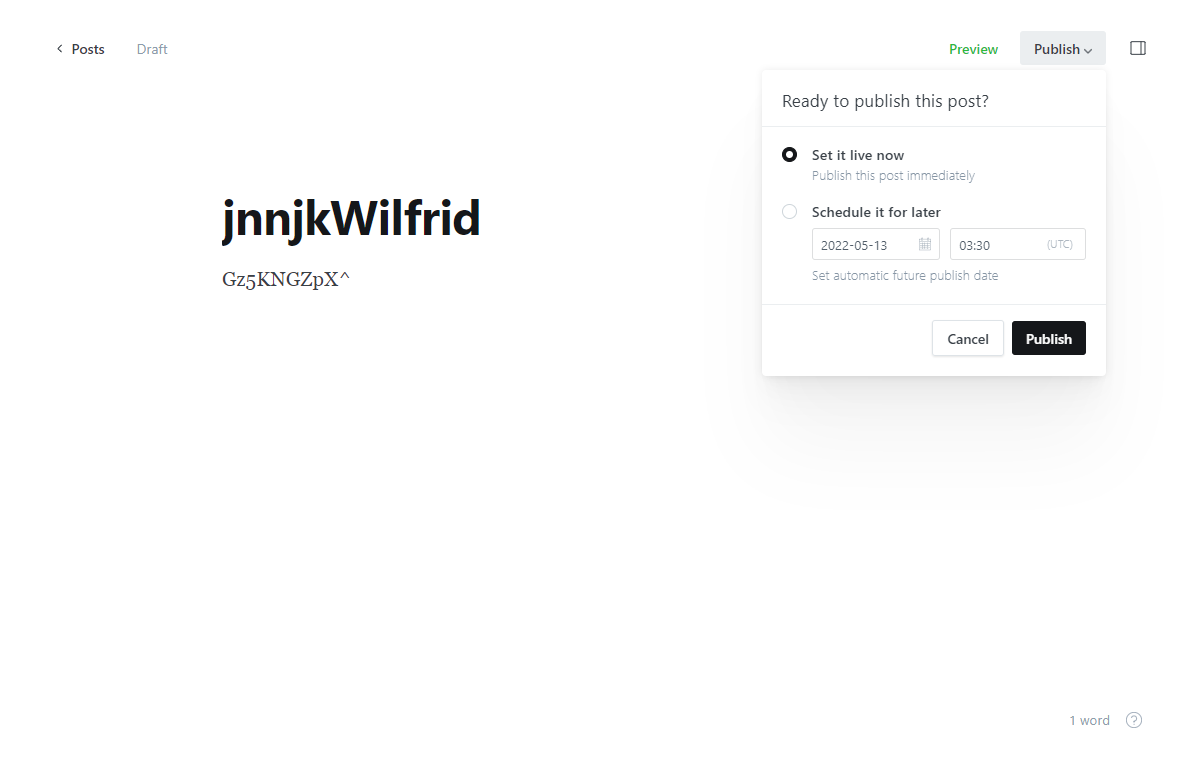 Posts Draft Preview Publish
Ready to publish this post?
Set it live now
Publish this post immediately
Schedule it for later
2022-05-13 03:30 (UTC)
Set automatic future publish date
Cancel Publish
jnnjkWilfrid
Gz5KNGZpX^
1 word